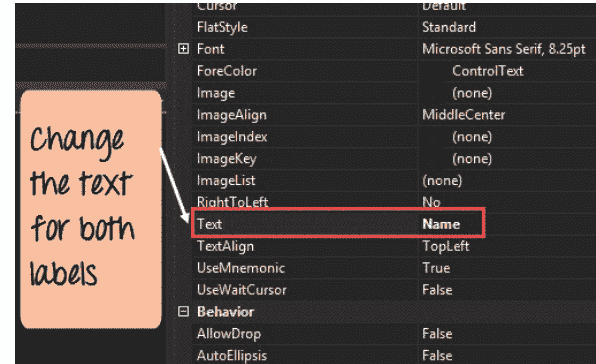 Cursor Default
FlatStyle Standard
Font Microsoft Sans Serif, 8.25pt
ForeColor ControlText
Image (none)
ImageAlign MiddleCenter
ImageIndex (none)
ImageKey (none)
ImageList (none)
RightToLeft No
Text Name
TextAlign TopLeft
UseMnemonic True
UseWaitCursor False
Behavior
AllowDrop False
AutoEllipsis False
Change
the text
for both
labels